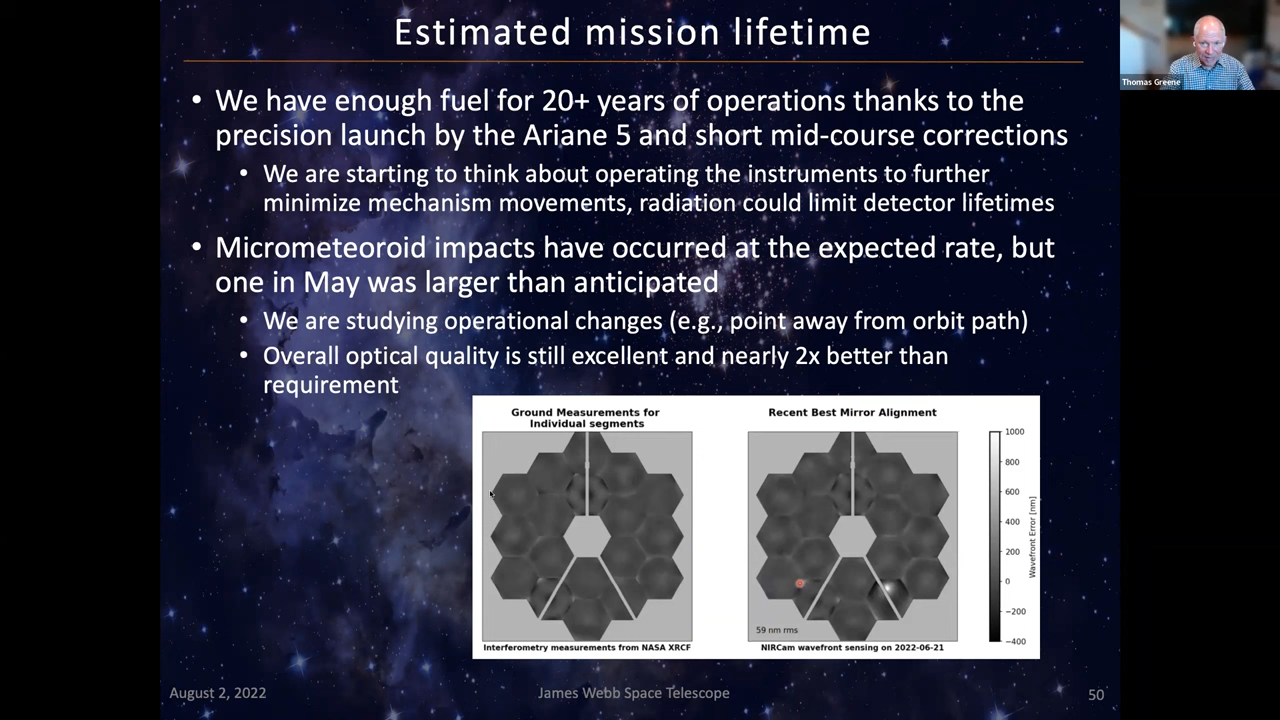 Estimated mission lifetime
Thomas Greene
• We have enough fuel for 20+ years of operations thanks to the
precision launch by the Ariane 5 and short mid-course corrections
• We are starting to think about operating the instruments to further
minimize mechanism movements, radiation could limit detector lifetimes
• Micrometeoroid impacts have occurred at the expected rate, but
one in May was larger than anticipated
• We are studying operational changes (e.g., point away from orbit path)
• Overall optical quality is still excellent and nearly 2x better than
requirement
Ground Measurements for
Individual segments
Interferometry measurements from NASA XRCF
Recent Best Mirror Alignment
59 nm rms
NIRCam wavefront sensing on 2022-06-21
1000
800
600
400
200
0
−200
−400
Wavefront Error [nm]
August 2, 2022
James Webb Space Telescope
50